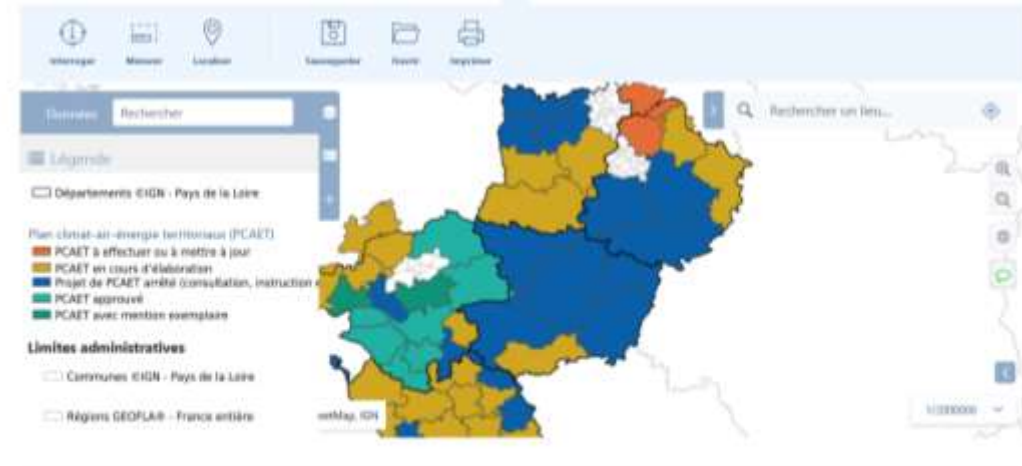 Interroger Mesurer Localiser Sauvegarder Ouvrir Imprimer
Données Rechercher
Rechercher un lieu...
Légende
Départements ©IGN - Pays de la Loire
Plan climat-air-énergie territoriaux (PCAET)
PCAET à effectuer ou à mettre à jour
PCAET en cours d'élaboration
Projet de PCAET arrêté (consultation, instruction
PCAET approuvé
PCAET avec mention exemplaire
Limites administratives
Communes ©IGN - Pays de la Loire
Régions GEOFLA® - France entière
eetMap, IGN